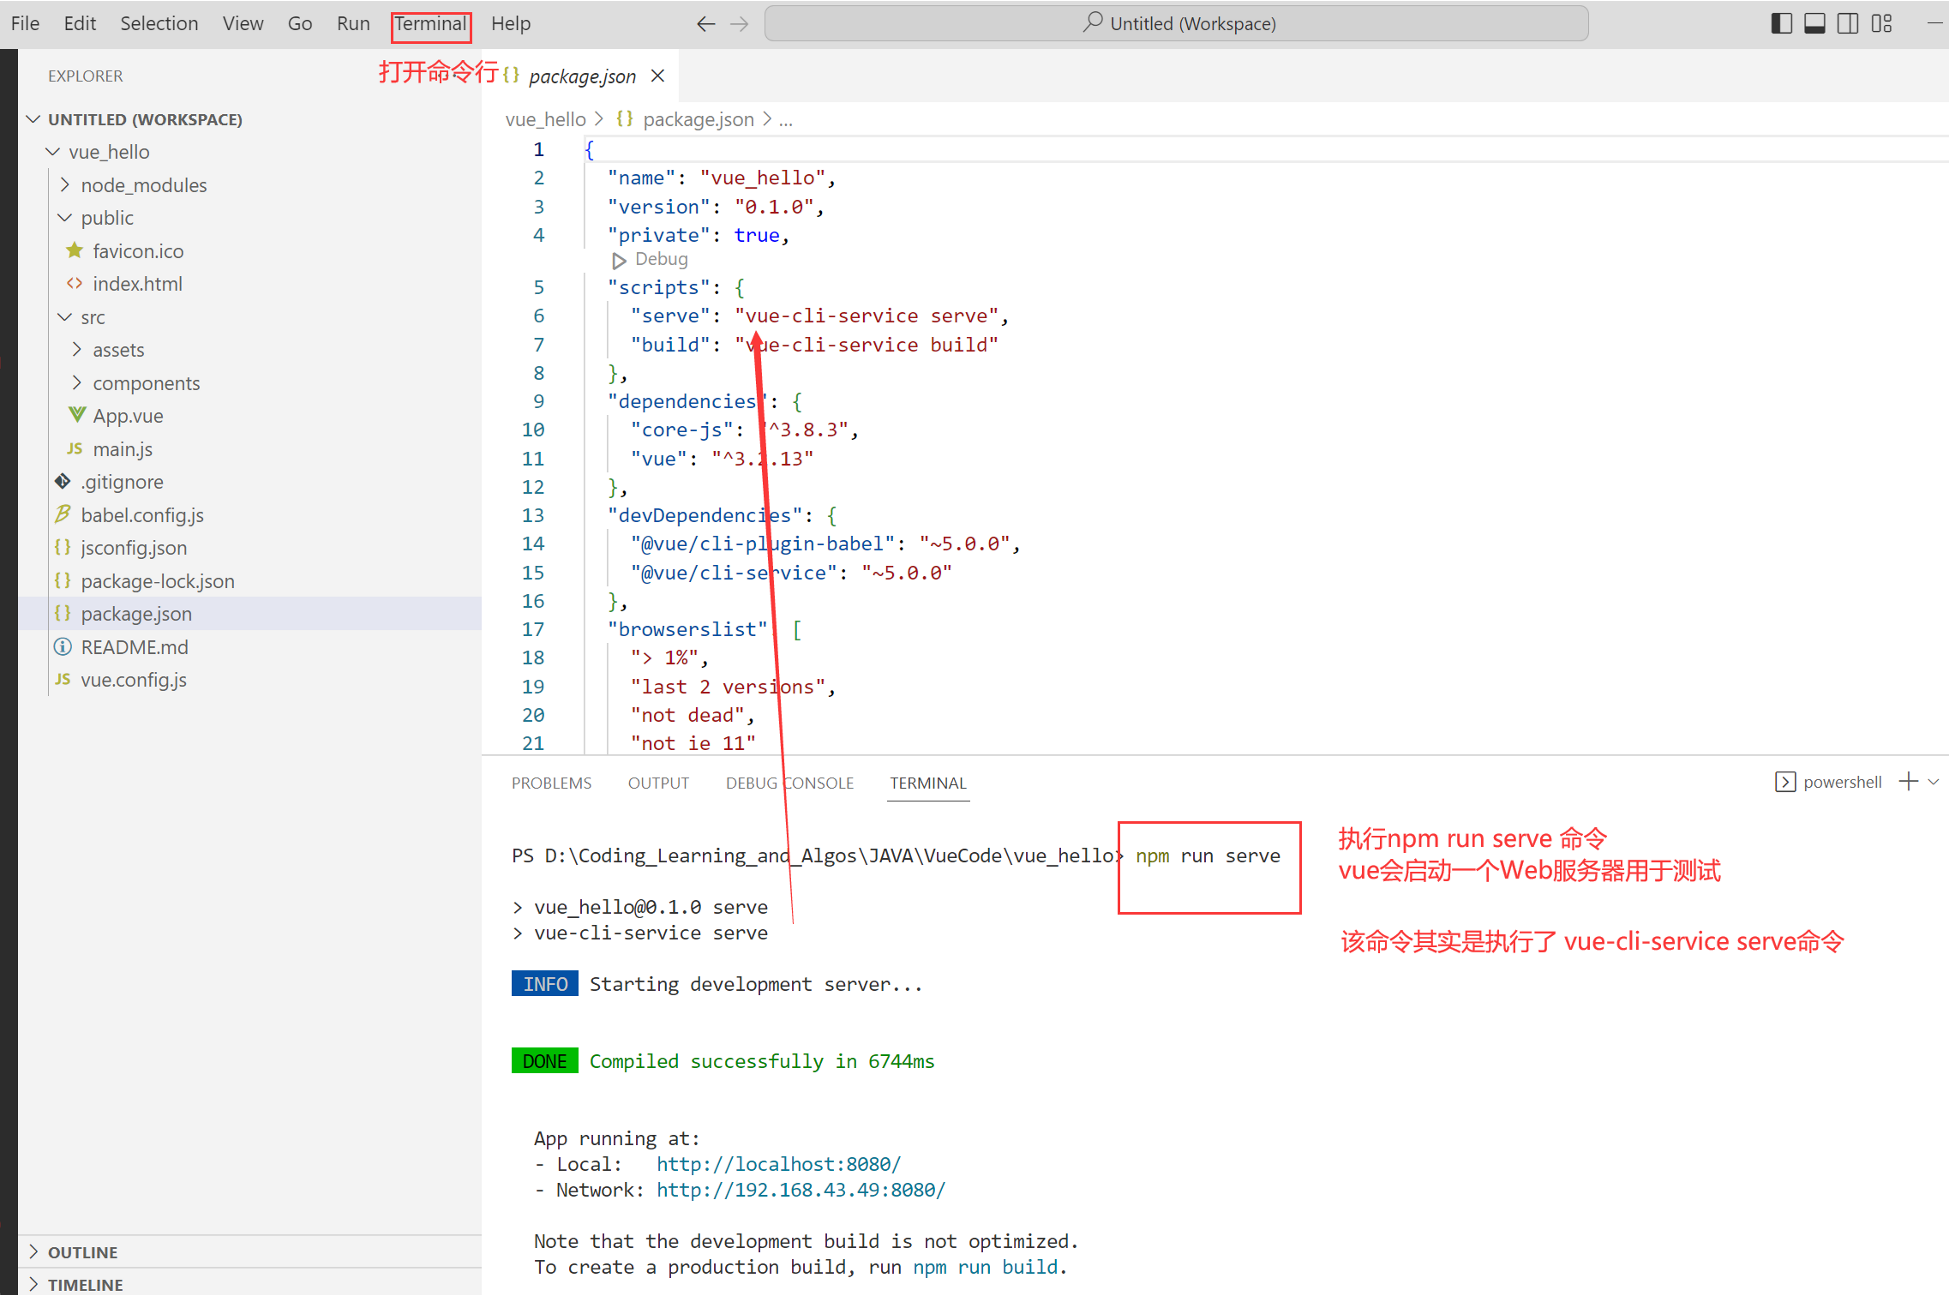 File Edit Selection View Go Run Terminal Help Untitled (Workspace)
EXPLORER
打开命令行 {} package.json
UNTITLED (WORKSPACE)
vue_hello
node_modules
public
favicon.ico
<> index.html
src
assets
components
App.vue
JS main.js
.gitignore
babel.config.js
{} jsconfig.json
{} package-lock.json
{} package.json
README.md
JS vue.config.js
OUTLINE
TIMELINE
vue_hello > {} package.json > ...
1 {
2 "name": "vue_hello",
3 "version": "0.1.0",
4 "private": true,
Debug
5 "scripts": {
6 "serve": "vue-cli-service serve",
7 "build": "vue-cli-service build"
8 },
9 "dependencies": {
10 "core-js": "^3.8.3",
11 "vue": "^3.2.13"
12 },
13 "devDependencies": {
14 "@vue/cli-plugin-babel": "~5.0.0",
15 "@vue/cli-service": "~5.0.0"
16 },
17 "browserslist": [
18 "> 1%",
19 "last 2 versions",
20 "not dead",
21 "not ie 11"
PROBLEMS OUTPUT DEBUG CONSOLE TERMINAL powershell
PS D:\Coding_Learning_and_Algos\JAVA\VueCode\vue_hello> npm run serve
执行npm run serve 命令
vue会启动一个Web服务器用于测试
> vue_hello@0.1.0 serve
> vue-cli-service serve
该命令其实是执行了 vue-cli-service serve命令
INFO Starting development server...
DONE Compiled successfully in 6744ms
App running at:
- Local: http://localhost:8080/
- Network: http://192.168.43.49:8080/
Note that the development build is not optimized.
To create a production build, run npm run build.